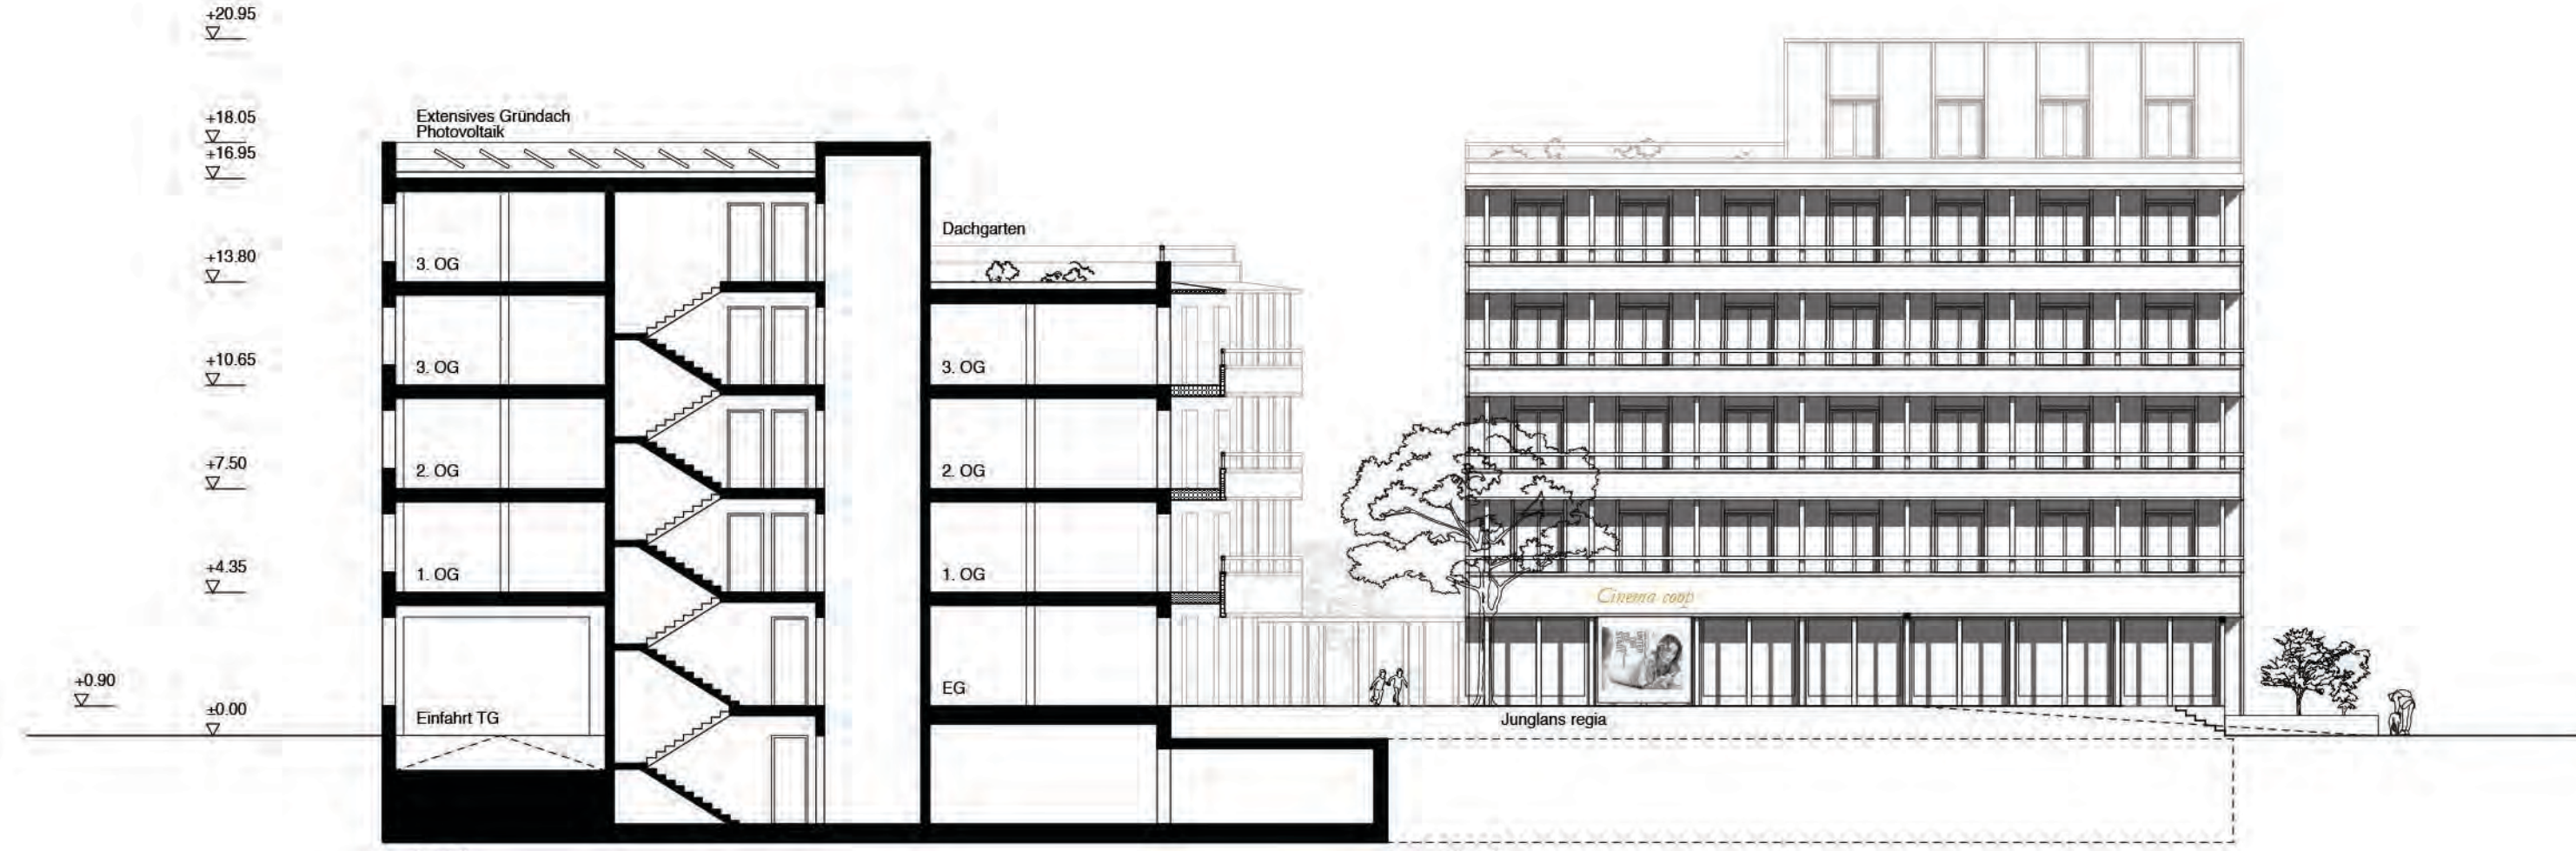 +20.95
+18.05
+16.95
+13.80
+10.65
+7.50
+4.35
+0.90
±0.00
Extensives Gründach
Photovoltaik
3. OG
3. OG
2. OG
1. OG
Einfahrt TG
Dachgarten
3. OG
2. OG
1. OG
EG
Cinema coop
Junglans regia